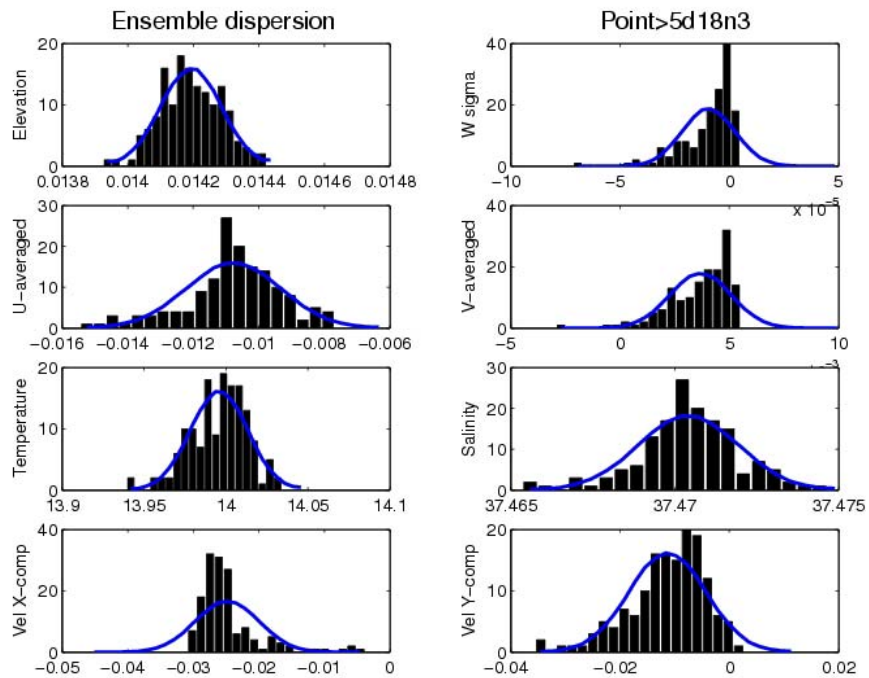 Ensemble dispersion
Point>5d18n3
Elevation
20
10
0
0.0138 0.014 0.0142 0.0144 0.0146 0.0148
W sigma
40
20
0
−10 −5 0 5
x 10⁻⁵
U-averaged
30
20
10
0
−0.016 −0.014 −0.012 −0.01 −0.008 −0.006
V-averaged
40
20
0
−5 0 5 10
Temperature
20
10
0
13.9 13.95 14 14.05 14.1
Salinity
30
20
10
0
37.465 37.47 37.475
Vel X-comp
40
20
0
−0.05 −0.04 −0.03 −0.02 −0.01 0
Vel Y-comp
20
10
0
−0.04 −0.02 0 0.02